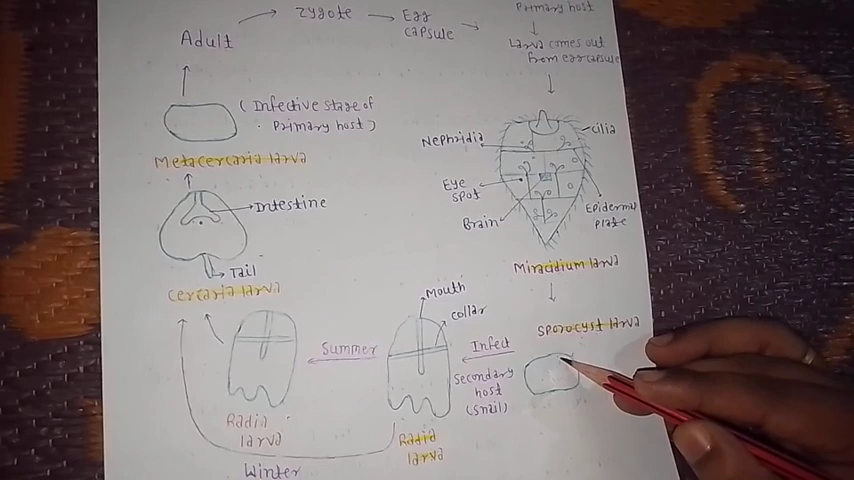 Primary host
Zygote
Egg
capsule
Adult
Larva comes out
from egg capsule
(Infective stage of
Primary host)
Metacercaria larva
Nephridia
cilia
Eye
spot
Brain
Epidermal
plate
Miracidium larva
Intestine
Tail
Cercaria larva
Mouth
collar
Sporocyst larva
Summer
Infect
Secondary
host
(snail)
Radia
larva
Radia
larva
Winter